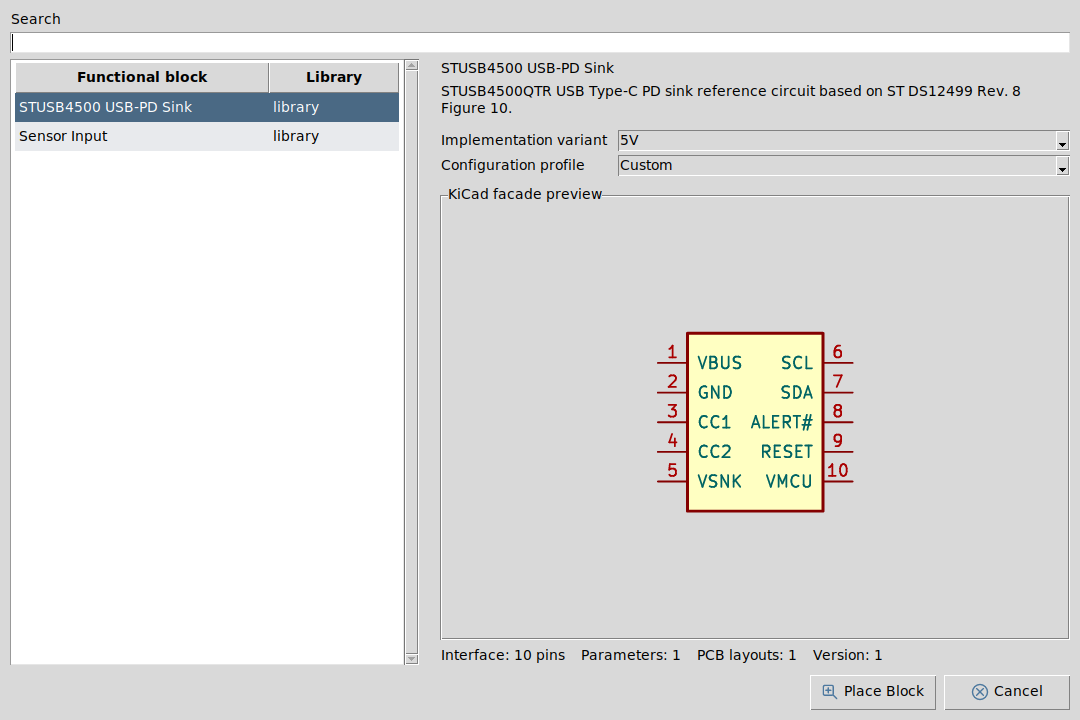 Search
Functional block Library
STUSB4500 USB-PD Sink library
Sensor Input library
STUSB4500 USB-PD Sink
STUSB4500QTR USB Type-C PD sink reference circuit based on ST DS12499 Rev. 8
Figure 10.
Implementation variant 5V
Configuration profile Custom
KiCad facade preview
1 VBUS SCL 6
2 GND SDA 7
3 CC1 ALERT# 8
4 CC2 RESET 9
5 VSNK VMCU 10
Interface: 10 pins Parameters: 1 PCB layouts: 1 Version: 1
Place Block Cancel